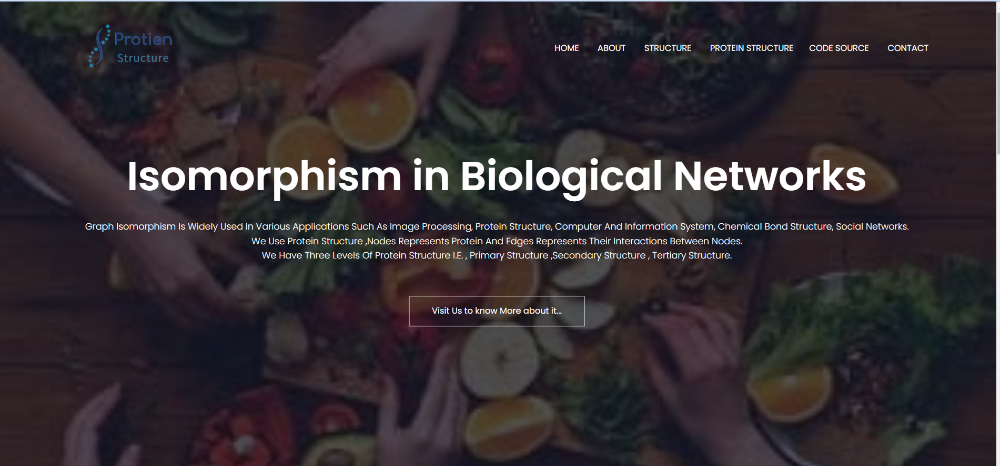 Protien
Structure
HOME ABOUT STRUCTURE PROTEIN STRUCTURE CODE SOURCE CONTACT
Isomorphism in Biological Networks
Graph Isomorphism Is Widely Used In Various Applications Such As Image Processing, Protein Structure, Computer And Information System, Chemical Bond Structure, Social Networks.
We Use Protein Structure ,Nodes Represents Protein And Edges Represents Their Interactions Between Nodes.
We Have Three Levels Of Protein Structure I.E. , Primary Structure ,Secondary Structure , Tertiary Structure.
Visit Us to know More about it...